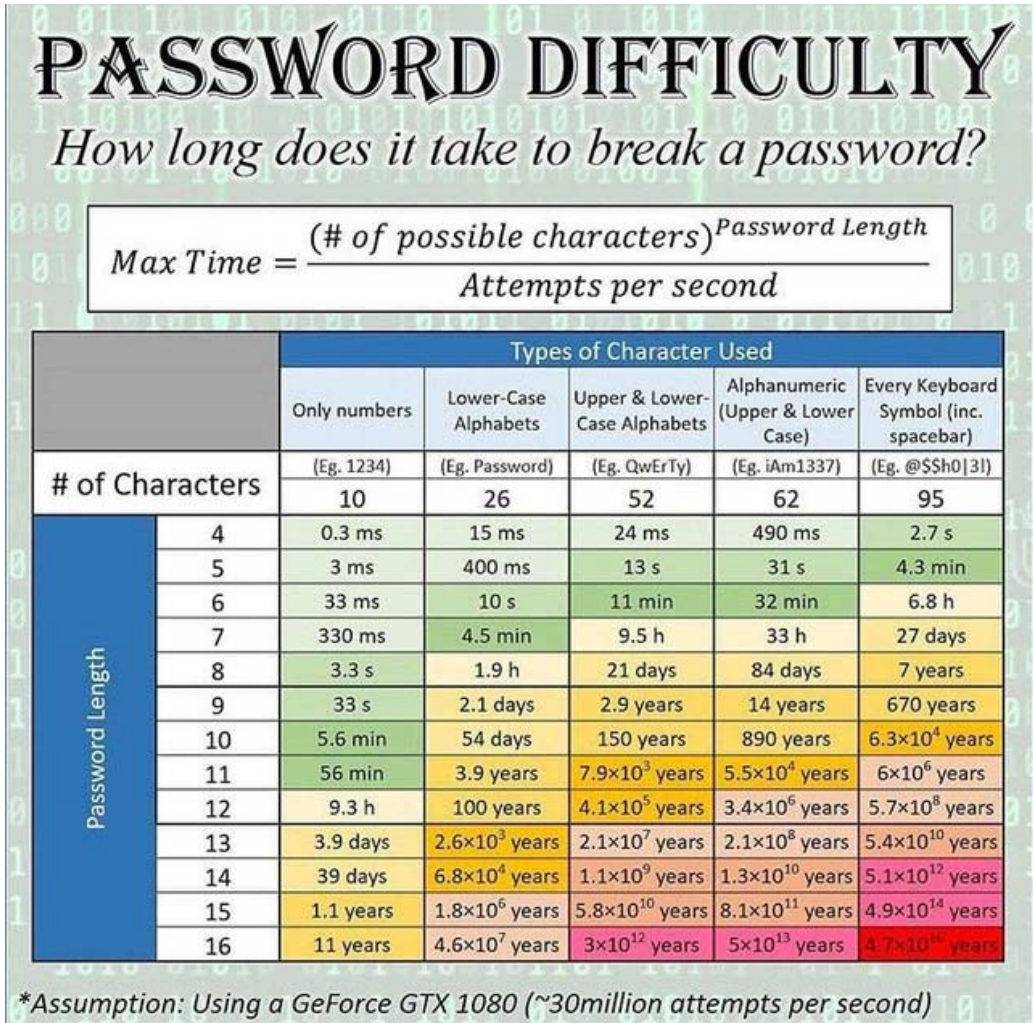 PASSWORD DIFFICULTY
How long does it take to break a password?
Max Time = (# of possible characters)^Password Length / Attempts per second
Types of Character Used
Only numbers | Lower-Case Alphabets | Upper & Lower-Case Alphabets | Alphanumeric (Upper & Lower Case) | Every Keyboard Symbol (inc. spacebar)
# of Characters | (Eg. 1234) | (Eg. Password) | (Eg. QwErTy) | (Eg. iAm1337) | (Eg. @$$h0|3!)
10 | 26 | 52 | 62 | 95
Password Length
4 | 0.3 ms | 15 ms | 24 ms | 490 ms | 2.7 s
5 | 3 ms | 400 ms | 13 s | 31 s | 4.3 min
6 | 33 ms | 10 s | 11 min | 32 min | 6.8 h
7 | 330 ms | 4.5 min | 9.5 h | 33 h | 27 days
8 | 3.3 s | 1.9 h | 21 days | 84 days | 7 years
9 | 33 s | 2.1 days | 2.9 years | 14 years | 670 years
10 | 5.6 min | 54 days | 150 years | 890 years | 6.3×10⁴ years
11 | 56 min | 3.9 years | 7.9×10³ years | 5.5×10⁴ years | 6×10⁶ years
12 | 9.3 h | 100 years | 4.1×10⁵ years | 3.4×10⁶ years | 5.7×10⁸ years
13 | 3.9 days | 2.6×10³ years | 2.1×10⁷ years | 2.1×10⁸ years | 5.4×10¹⁰ years
14 | 39 days | 6.8×10⁴ years | 1.1×10⁹ years | 1.3×10¹⁰ years | 5.1×10¹² years
15 | 1.1 years | 1.8×10⁶ years | 5.8×10¹⁰ years | 8.1×10¹¹ years | 4.9×10¹⁴ years
16 | 11 years | 4.6×10⁷ years | 3×10¹² years | 5×10¹³ years | 4.7×10¹⁶ years
*Assumption: Using a GeForce GTX 1080 (~30million attempts per second)